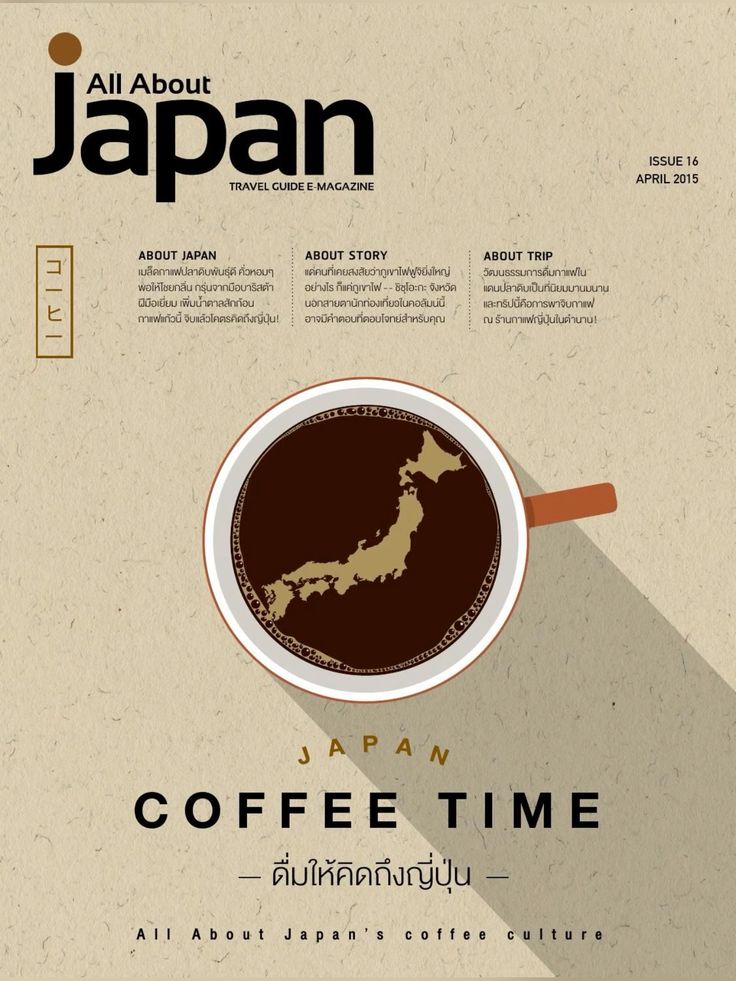 All About
Japan
TRAVEL GUIDE E-MAGAZINE
ISSUE 16
APRIL 2015
コーヒー
ABOUT JAPAN
เมล็ดกาแฟปลาดิบพันธุ์ดี คั่วหอมๆ
พอให้โชยกลิ่น กรุ่นจากมือบาริสต้า
ฝีมือเยี่ยม เพิ่มน้ำตาลสักก้อน
กาแฟแก้วนี้ จิบแล้วโคตรคิดถึงญี่ปุ่น!
ABOUT STORY
แด่คนที่เคยสงสัยว่าภูเขาไฟฟูจิยิ่งใหญ่
อย่างไร ก็แค่ภูเขาไฟ -- ชิซุโอะกะ จังหวัด
นอกสายตานักท่องเที่ยวในคอลัมน์นี้
อาจมีคำตอบที่ตอบโจทย์สำหรับคุณ
ABOUT TRIP
วัฒนธรรมการดื่มกาแฟใน
แดนปลาดิบเป็นที่นิยมมานมนาน
และทริปนี้คือการพาจิบกาแฟ
ณ ร้านกาแฟญี่ปุ่นในตำนาน!
JAPAN
COFFEE TIME
— ดื่มให้คิดถึงญี่ปุ่น —
All About Japan's coffee culture